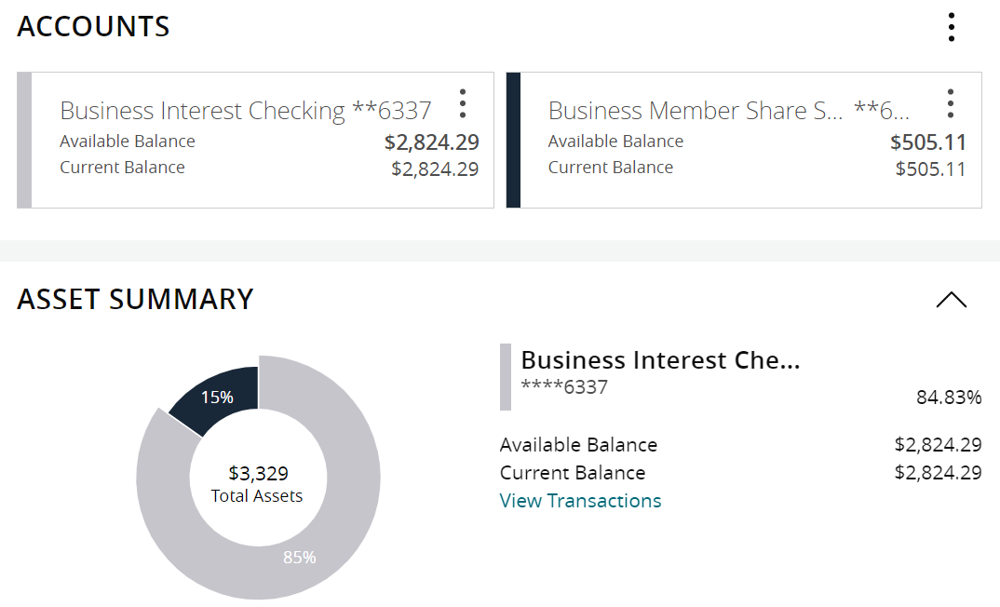 ACCOUNTS
Business Interest Checking **6337
Available Balance $2,824.29
Current Balance $2,824.29
Business Member Share S... **6...
Available Balance $505.11
Current Balance $505.11
ASSET SUMMARY
15%
$3,329
Total Assets
85%
Business Interest Che...
****6337
84.83%
Available Balance $2,824.29
Current Balance $2,824.29
View Transactions